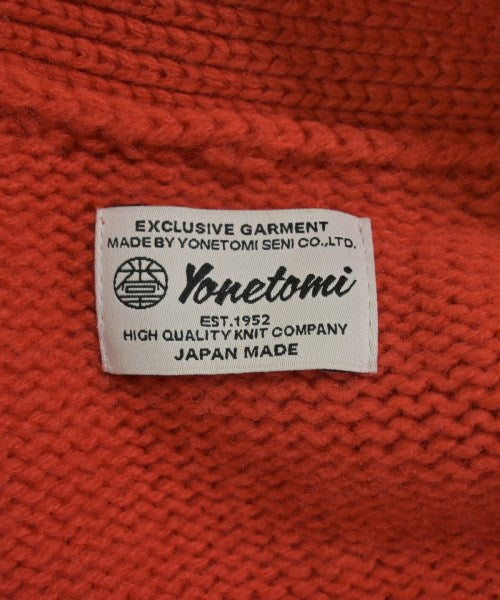 EXCLUSIVE GARMENT
MADE BY YONETOMI SENI CO.,LTD.
Yonetomi
EST.1952
HIGH QUALITY KNIT COMPANY
JAPAN MADE